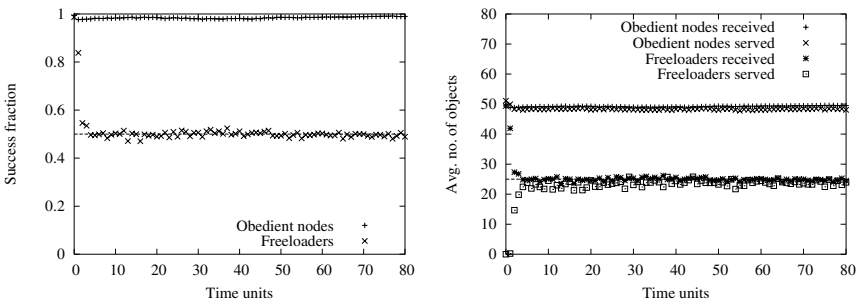 Success fraction
1
0.8
0.6
0.4
0.2
0
0 10 20 30 40 50 60 70 80
Time units
Obedient nodes
Freeloaders
Avg. no. of objects
80
70
60
50
40
30
20
10
0
0 10 20 30 40 50 60 70 80
Time units
Obedient nodes received
Obedient nodes served
Freeloaders received
Freeloaders served